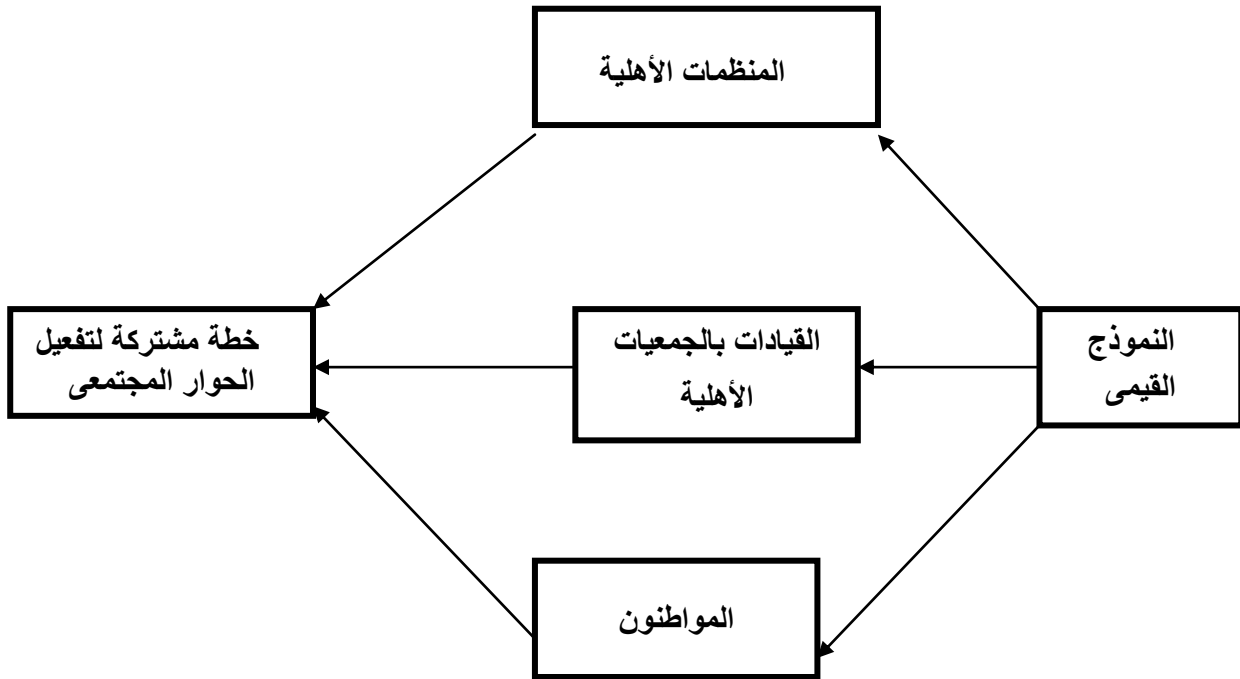 المنظمات الأهلية
النموذج
القيمى
القيادات بالجمعيات
الأهلية
خطة مشتركة لتفعيل
الحوار المجتمعى
المواطنون